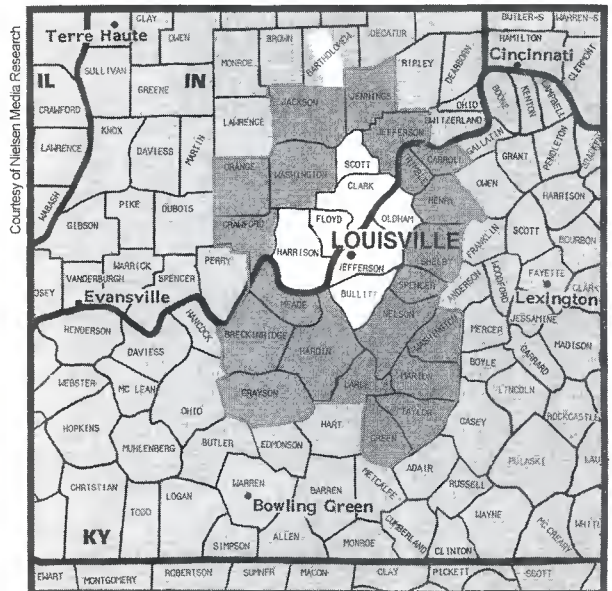 Courtesy of Nielsen Media Research
CLAY
Terre Haute
OWEN
BROWN
DECATUR
BUTLER-S
WARREN-S
HAMILTON
Cincinnati
CLERMONT
MONROE
BARTHOLOMEW
RIPLEY
DEARBORN
IL
SULLIVAN
IN
GREENE
JENNINGS
OHIO
BOONE
KENTON
CAMPBELL
CRAWFORD
JACKSON
SWITZERLAND
KNOX
LAWRENCE
JEFFERSON
GALLATIN
PENDLETON
LAWRENCE
DAVIESS
MARTIN
SCOTT
TRIMBLE
CARROLL
GRANT
ORANGE
WASHINGTON
OWEN
CLARK
HENRY
HARRISON
WABASH
PIKE
DUBOIS
FLOYD
OLDHAM
SCOTT
GIBSON
CRAWFORD
LOUISVILLE
FRANKLIN
BOURBON
HARRISON
SHELBY
WARRICK
PERRY
JEFFERSON
WOODFORD
FAYETTE
CLARK
VANDERBURGH
SPENCER
SPENCER
ANDERSON
OSEY
Evansville
BULLITT
Lexington
MEADE
NELSON
JESSAMINE
HENDERSON
HANCOCK
BRECKINRIDGE
WASHINGTON
MERCER
MADISON
DAVIESS
HARDIN
GARRARD
BOYLE
WEBSTER
MC LEAN
MARION
LINCOLN
GRAYSON
LARUE
OHIO
TAYLOR
ROCKCASTLE
HOPKINS
HART
CASEY
MUHLENBERG
BUTLER
EDMONSON
GREEN
PULASKI
LAU
ADAIR
CHRISTIAN
WARREN
BARREN
METCALFE
RUSSELL
TODD
LOGAN
Bowling Green
WAYNE
CUMBERLAND
MC CREARY
WHITL
KY
SIMPSON
ALLEN
MONROE
CLINTON
EWART
MONTGOMERY
ROBERTSON
SUMNER
MACON
CLAY
PICKETT
SCOTT